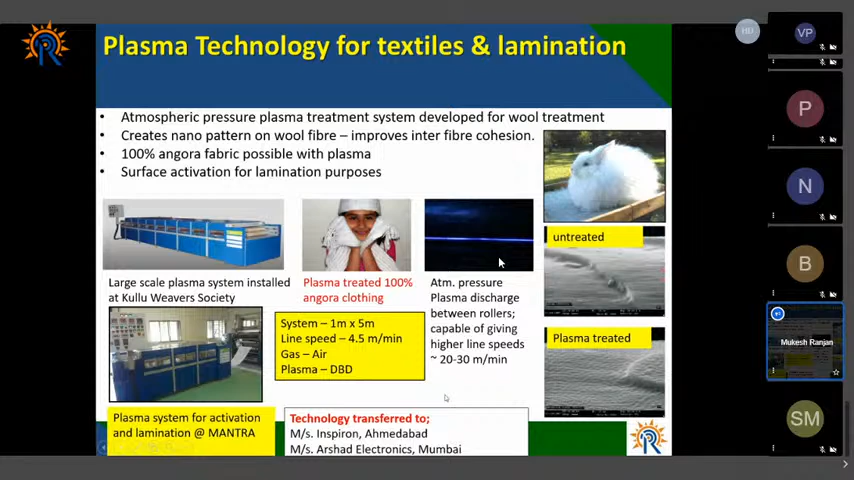 Plasma Technology for textiles & lamination
• Atmospheric pressure plasma treatment system developed for wool treatment
• Creates nano pattern on wool fibre – improves inter fibre cohesion.
• 100% angora fabric possible with plasma
• Surface activation for lamination purposes
Large scale plasma system installed
at Kullu Weavers Society
Plasma treated 100%
angora clothing
Atm. pressure
Plasma discharge
between rollers;
capable of giving
higher line speeds
~ 20-30 m/min
untreated
Plasma treated
System – 1m x 5m
Line speed – 4.5 m/min
Gas – Air
Plasma – DBD
Plasma system for activation
and lamination @ MANTRA
Technology transferred to;
M/s. Inspiron, Ahmedabad
M/s. Arshad Electronics, Mumbai
HD
VP
P
N
B
Mukesh Ranjan
SM